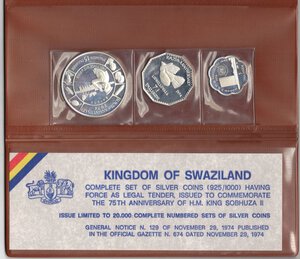 KINGDOM OF SWAZILAND
COMPLETE SET OF SILVER COINS (925/1000) HAVING
FORCE AS LEGAL TENDER, ISSUED TO COMMEMORATE
THE 75TH ANNIVERSARY OF H.M. KING SOBHUZA II
ISSUE LIMITED TO 20.000 COMPLETE NUMBERED SETS OF SILVER COINS
GENERAL NOTICE N. 129 OF NOVEMBER 29, 1974 PUBLISHED
IN THE OFFICIAL GAZETTE N. 674 DATED NOVEMBER 29, 1974